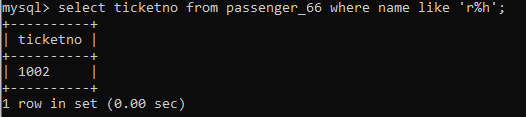 mysql> select ticketno from passenger_66 where name like 'r%h';
+----------+
| ticketno |
+----------+
| 1002     |
+----------+
1 row in set (0.00 sec)